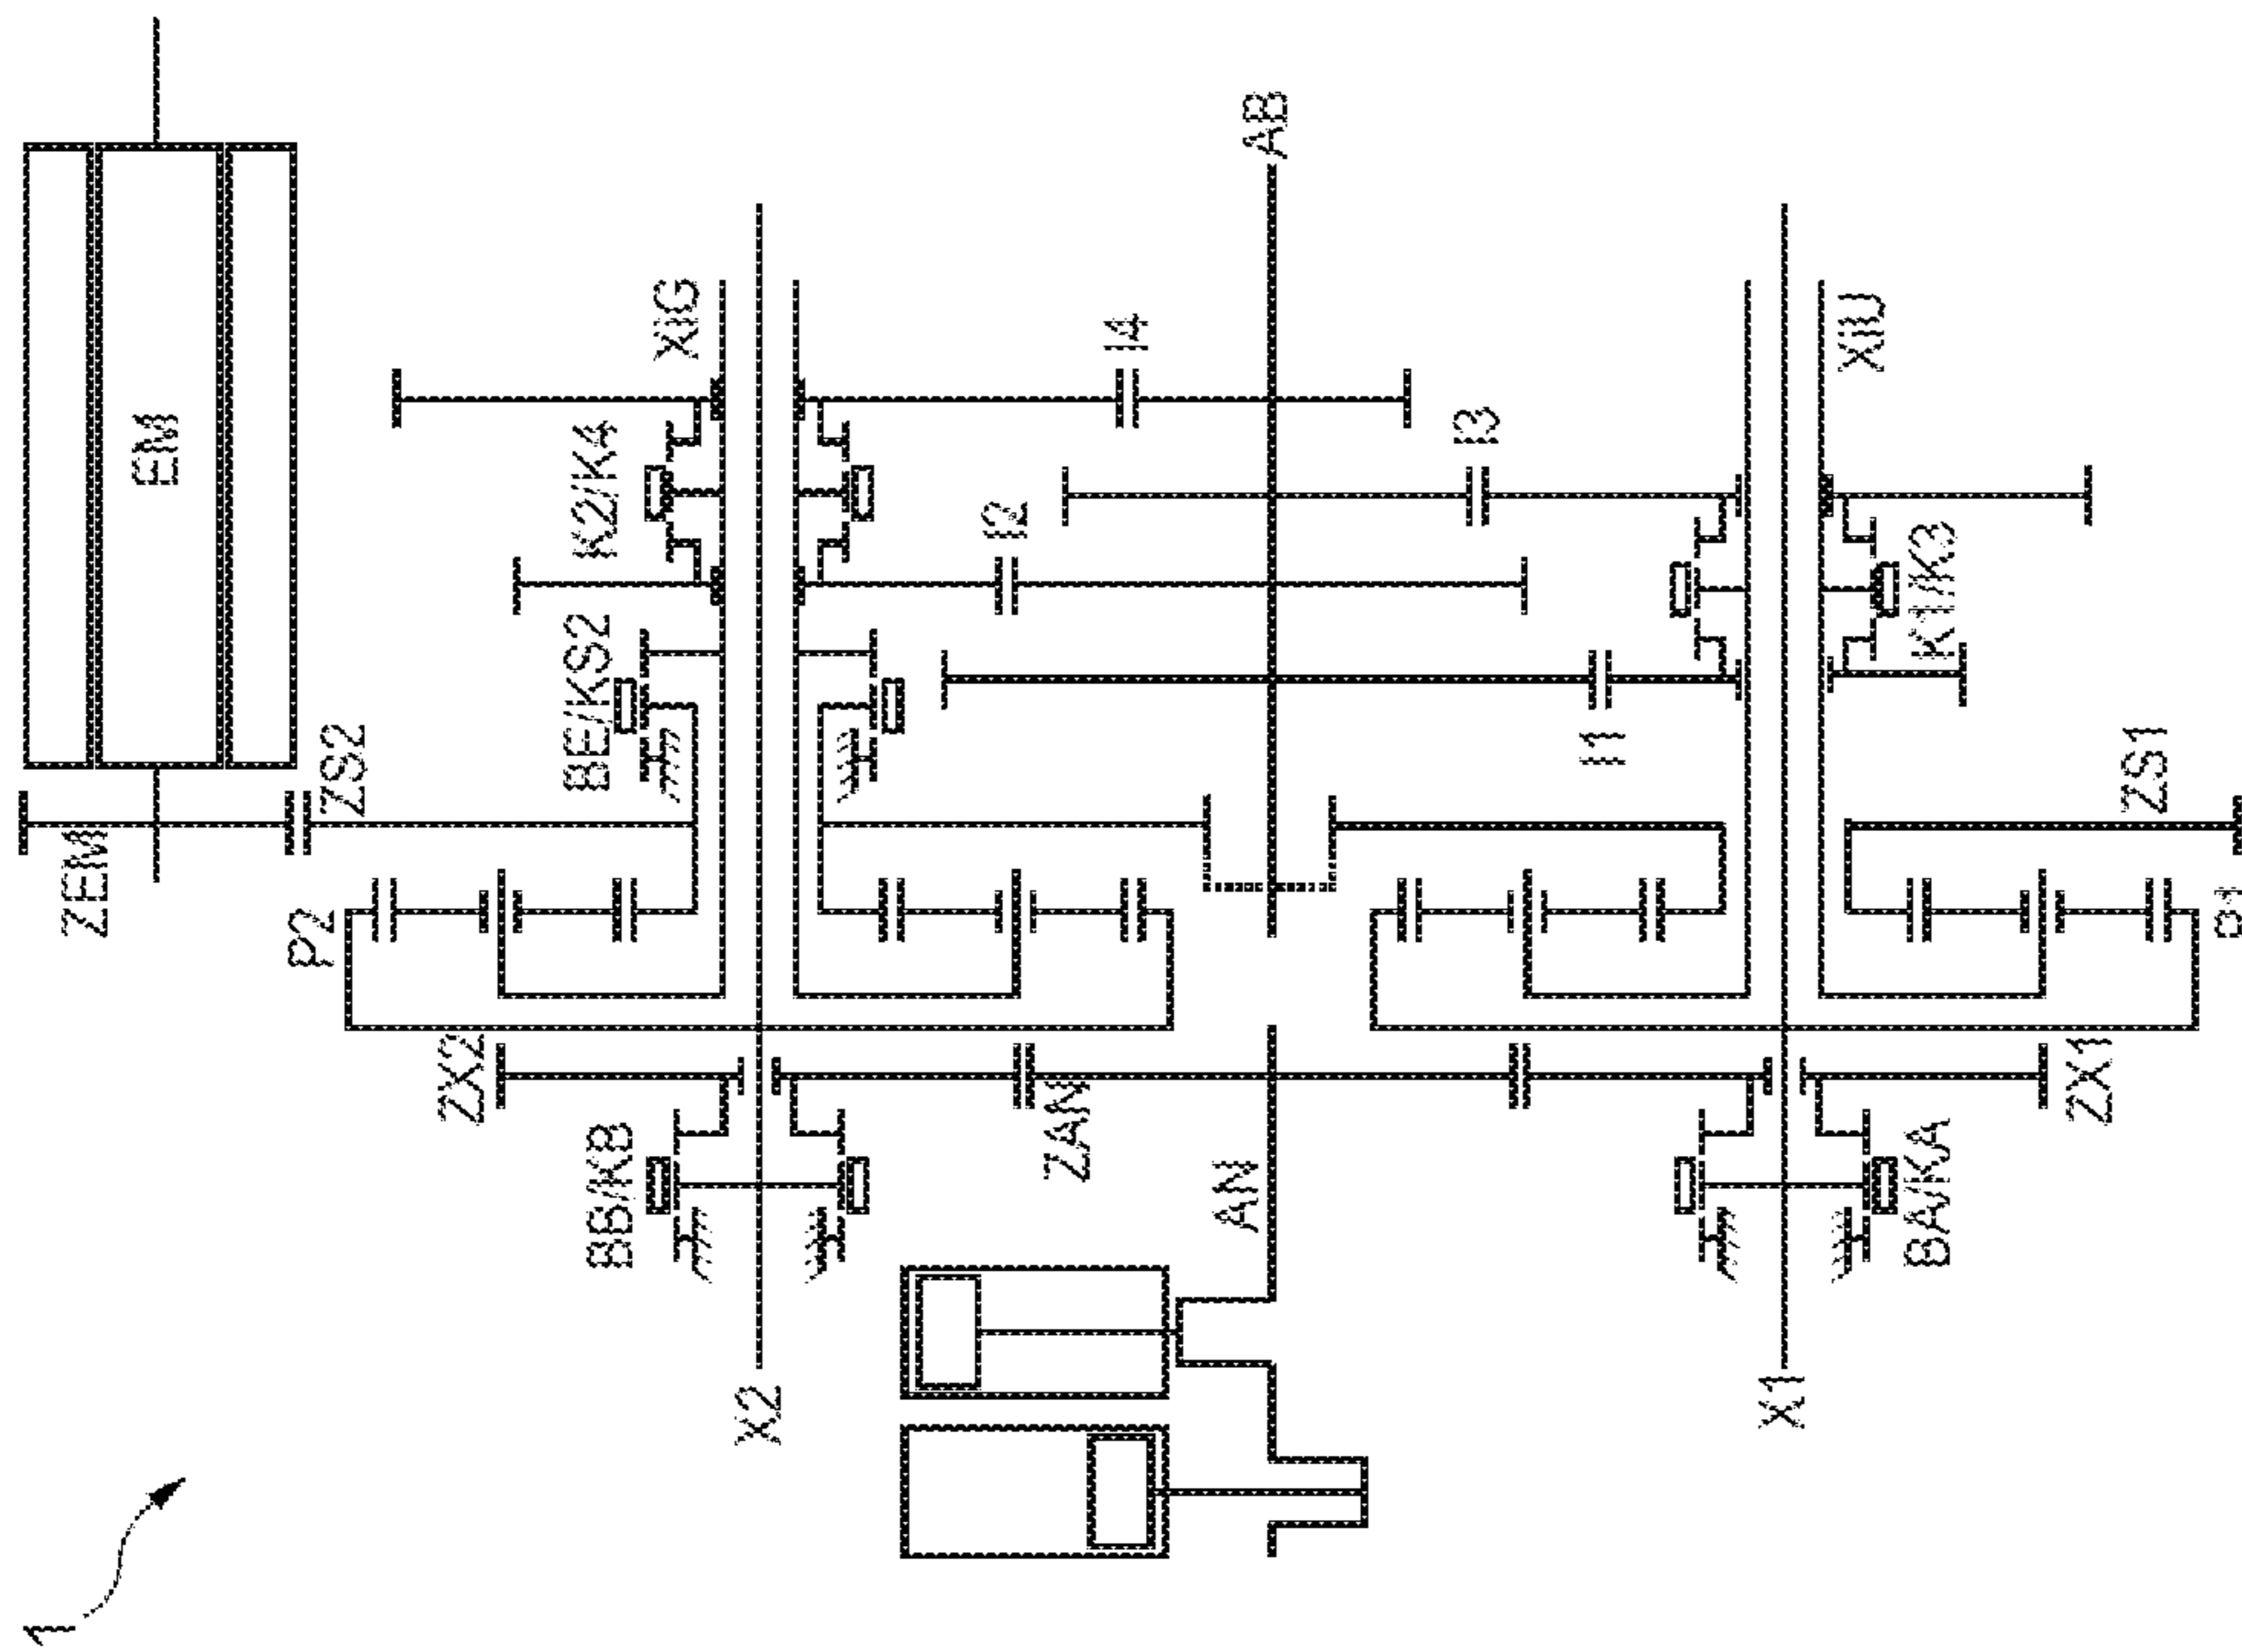 1
EM
ZEM
ZS2
P2
XIG
K2/K4
BE/KS2
ZX2
BB/KB
X2
AB
I4
I3
I2
I1
ZAN
AN
XIU
K1/K3
ZS1
P1
ZX1
BA/KA
X1